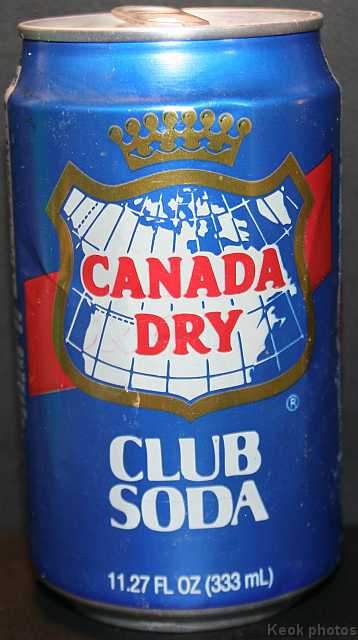 CANADA
DRY
®
CLUB
SODA
11.27 FL OZ (333 mL)
Keok photos